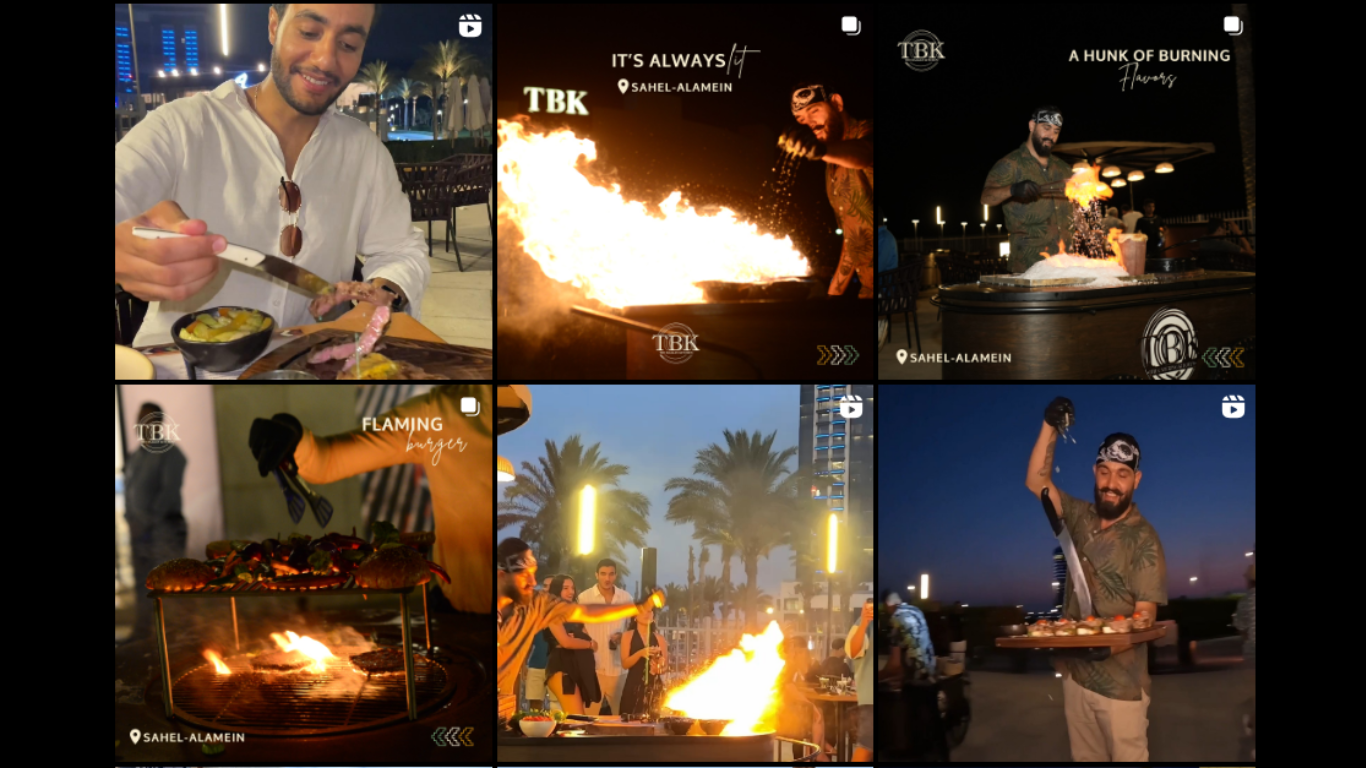 IT'S ALWAYS lit
SAHEL-ALAMEIN
TBK
TBK
TBK
A HUNK OF BURNING
Flavors
SAHEL-ALAMEIN
TBK
TBK
FLAMING
burger
SAHEL-ALAMEIN